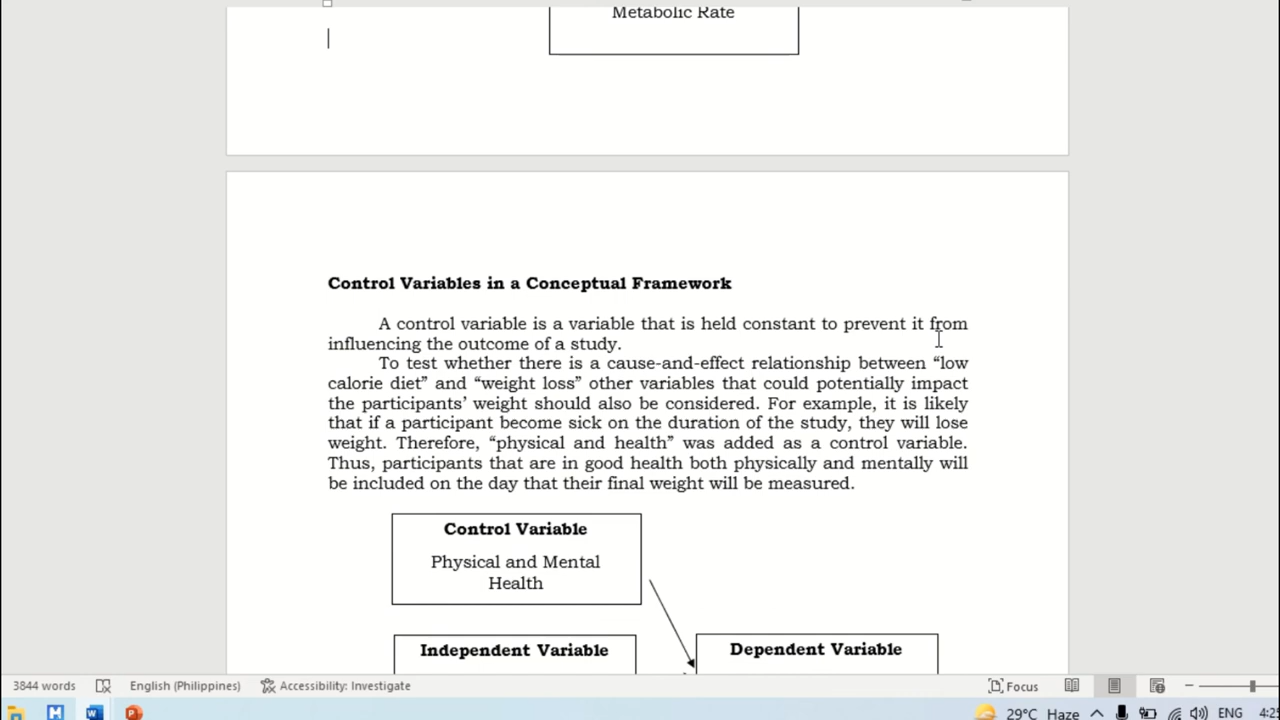 Metabolic Rate
Control Variables in a Conceptual Framework
A control variable is a variable that is held constant to prevent it from
influencing the outcome of a study.
To test whether there is a cause-and-effect relationship between “low
calorie diet” and “weight loss” other variables that could potentially impact
the participants’ weight should also be considered. For example, it is likely
that if a participant become sick on the duration of the study, they will lose
weight. Therefore, “physical and health” was added as a control variable.
Thus, participants that are in good health both physically and mentally will
be included on the day that their final weight will be measured.
Control Variable
Physical and Mental
Health
Independent Variable
Dependent Variable
3844 words
English (Philippines)
Accessibility: Investigate
Focus
29°C Haze
ENG